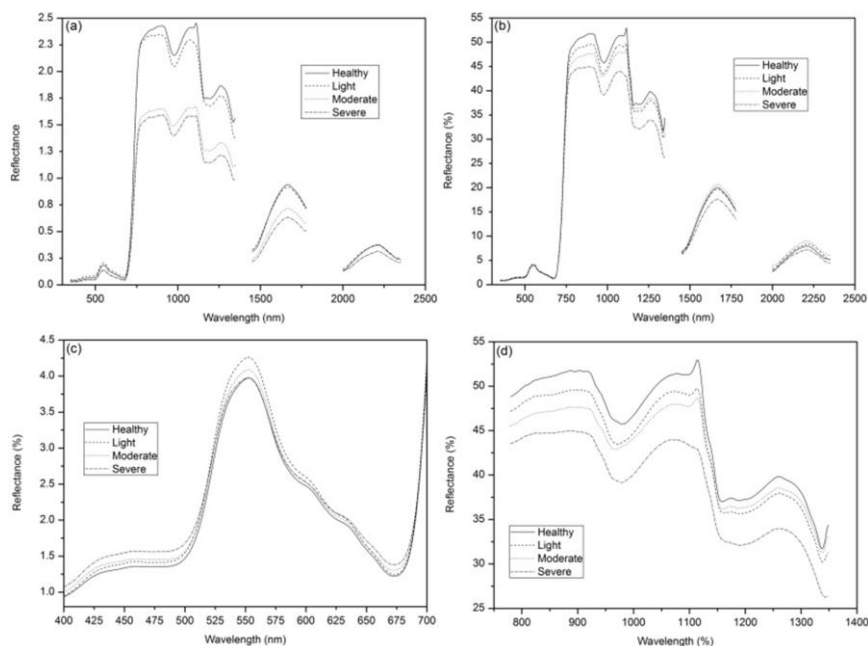 (a)
2.5
2.3
2.0
1.8
1.5
1.3
1.0
0.8
0.5
0.3
0.0
Reflectance
500
1000
1500
2000
2500
Wavelength (nm)
Healthy
Light
Moderate
Severe
(b)
55
50
45
40
35
30
25
20
15
10
5
0
Reflectance (%)
500
750
1000
1250
1500
1750
2000
2250
2500
Wavelength (nm)
Healthy
Light
Moderate
Severe
(c)
4.5
4.0
3.5
3.0
2.5
2.0
1.5
1.0
Reflectance (%)
400
425
450
475
500
525
550
575
600
625
650
675
700
Wavelength (nm)
Healthy
Light
Moderate
Severe
(d)
55
50
45
40
35
30
25
Reflectance (%)
800
900
1000
1100
1200
1300
1400
Wavelength (%)
Healthy
Light
Moderate
Severe